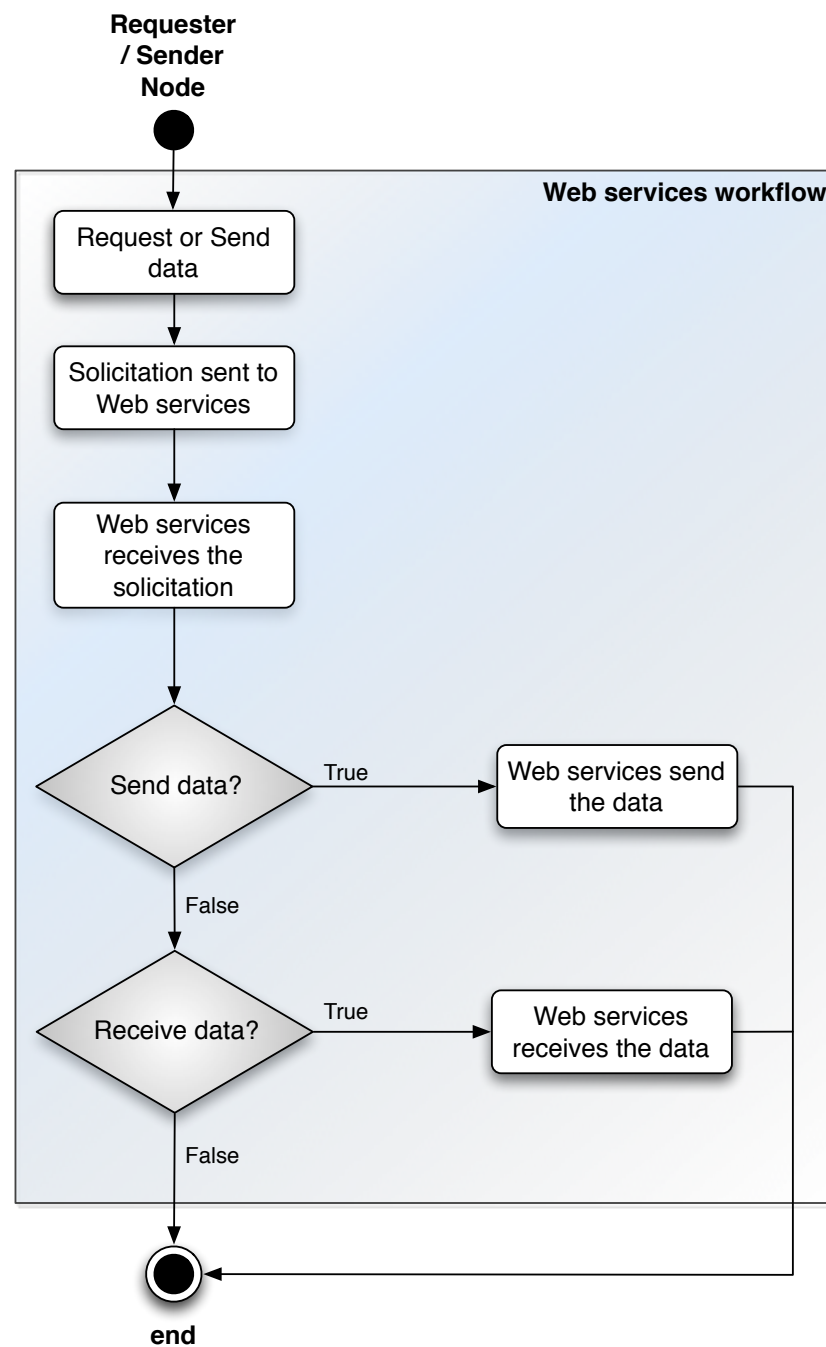 Requester
/ Sender
Node
Web services workflow
Request or Send
data
Solicitation sent to
Web services
Web services
receives the
solicitation
Send data?
True
Web services send
the data
False
Receive data?
True
Web services
receives the data
False
end